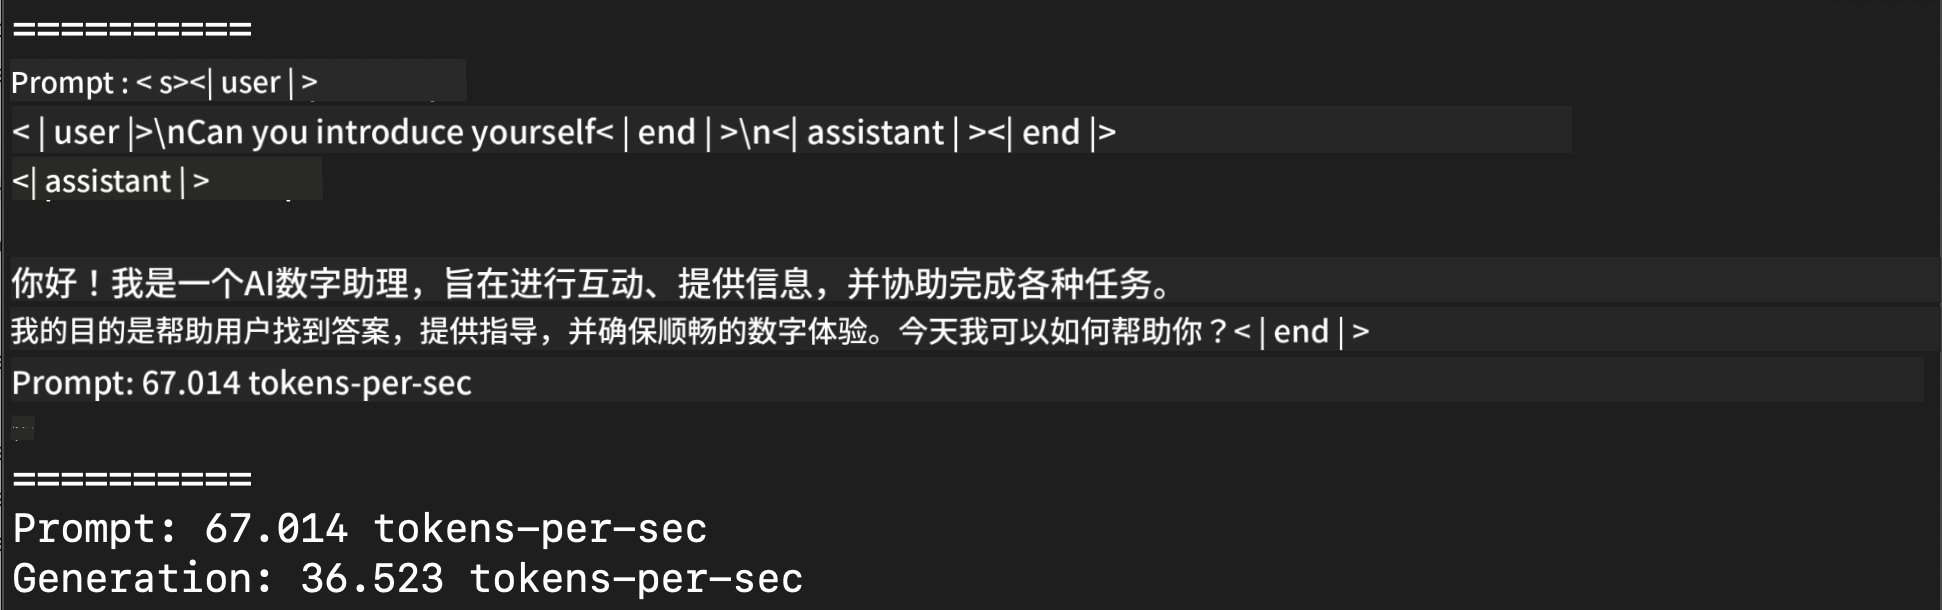 ==========
Prompt : < s><| user | >
< | user |>\nCan you introduce yourself< | end | >\n<| assistant | ><| end |>
<| assistant | >
你好！我是一个AI数字助理，旨在进行互动、提供信息，并协助完成各种任务。
我的目的是帮助用户找到答案，提供指导，并确保顺畅的数字体验。今天我可以如何帮助你？< | end | >
Prompt: 67.014 tokens-per-sec
==========
Prompt: 67.014 tokens-per-sec
Generation: 36.523 tokens-per-sec